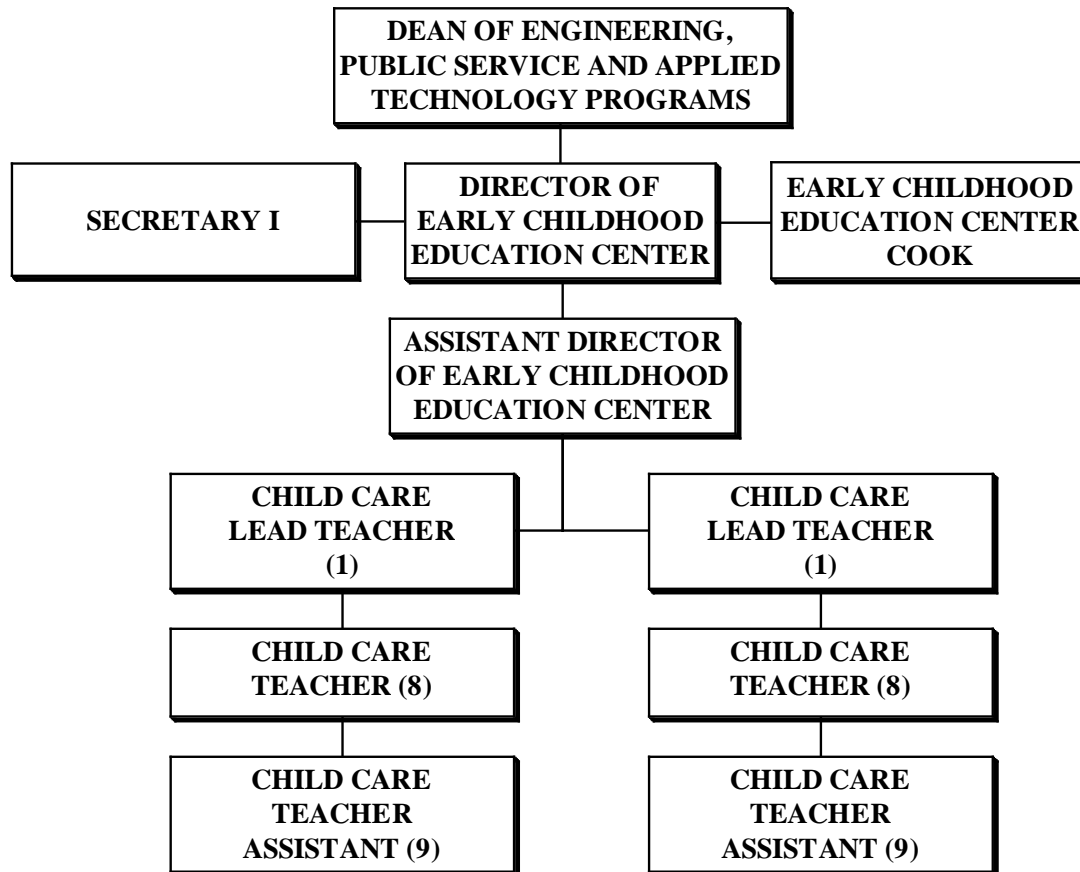 DEAN OF ENGINEERING,
PUBLIC SERVICE AND APPLIED
TECHNOLOGY PROGRAMS
SECRETARY I
DIRECTOR OF
EARLY CHILDHOOD
EDUCATION CENTER
EARLY CHILDHOOD
EDUCATION CENTER
COOK
ASSISTANT DIRECTOR
OF EARLY CHILDHOOD
EDUCATION CENTER
CHILD CARE
LEAD TEACHER
(1)
CHILD CARE
LEAD TEACHER
(1)
CHILD CARE
TEACHER (8)
CHILD CARE
TEACHER (8)
CHILD CARE
TEACHER
ASSISTANT (9)
CHILD CARE
TEACHER
ASSISTANT (9)